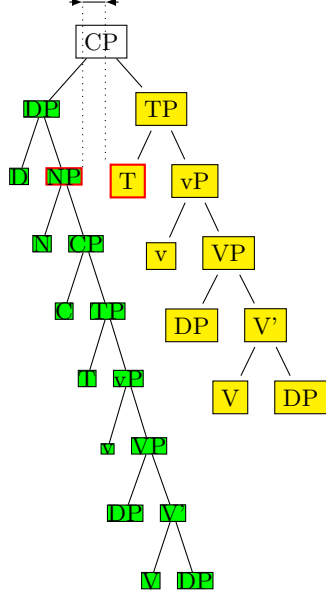 CP
DP TP
D NP T vP
N CP v VP
C TP DP V'
T vP V DP
v VP
DP V'
V DP